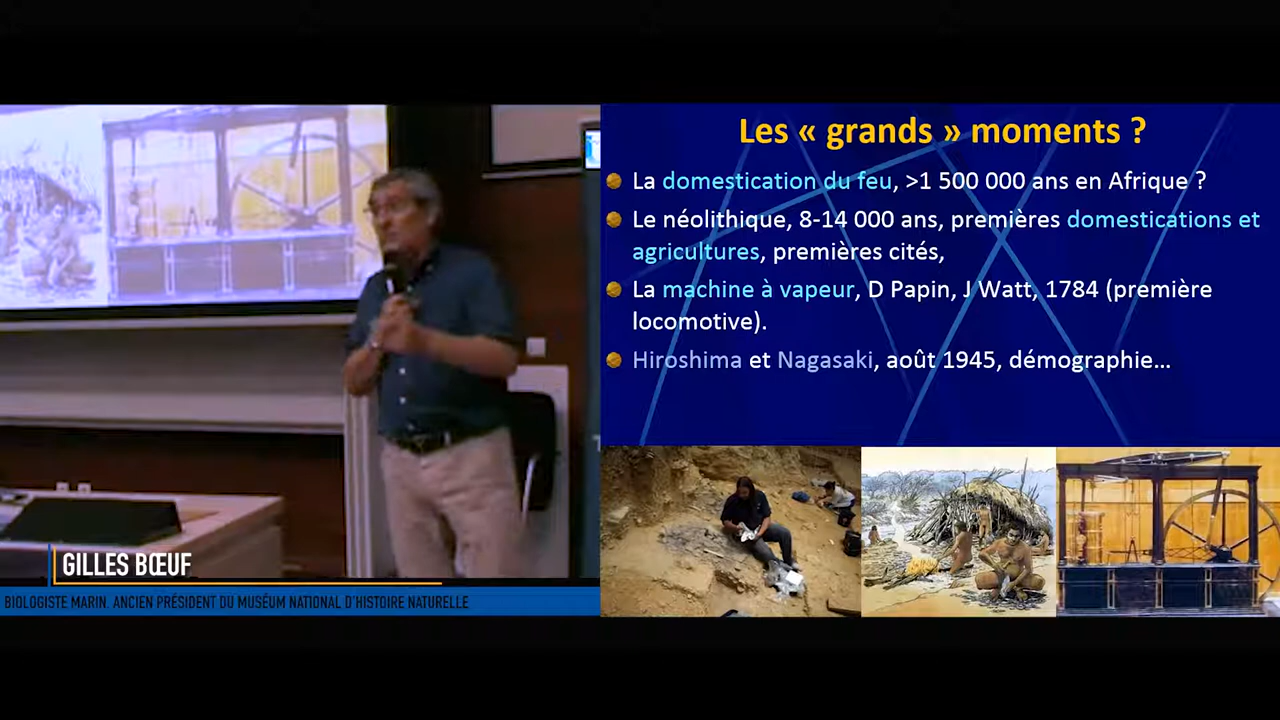 Les « grands » moments ?
La domestication du feu, >1 500 000 ans en Afrique ?
Le néolithique, 8-14 000 ans, premières domestications et
agricultures, premières cités,
La machine à vapeur, D Papin, J Watt, 1784 (première
locomotive).
Hiroshima et Nagasaki, août 1945, démographie...
GILLES BŒUF
BIOLOGISTE MARIN. ANCIEN PRÉSIDENT DU MUSÉUM NATIONAL D'HISTOIRE NATURELLE